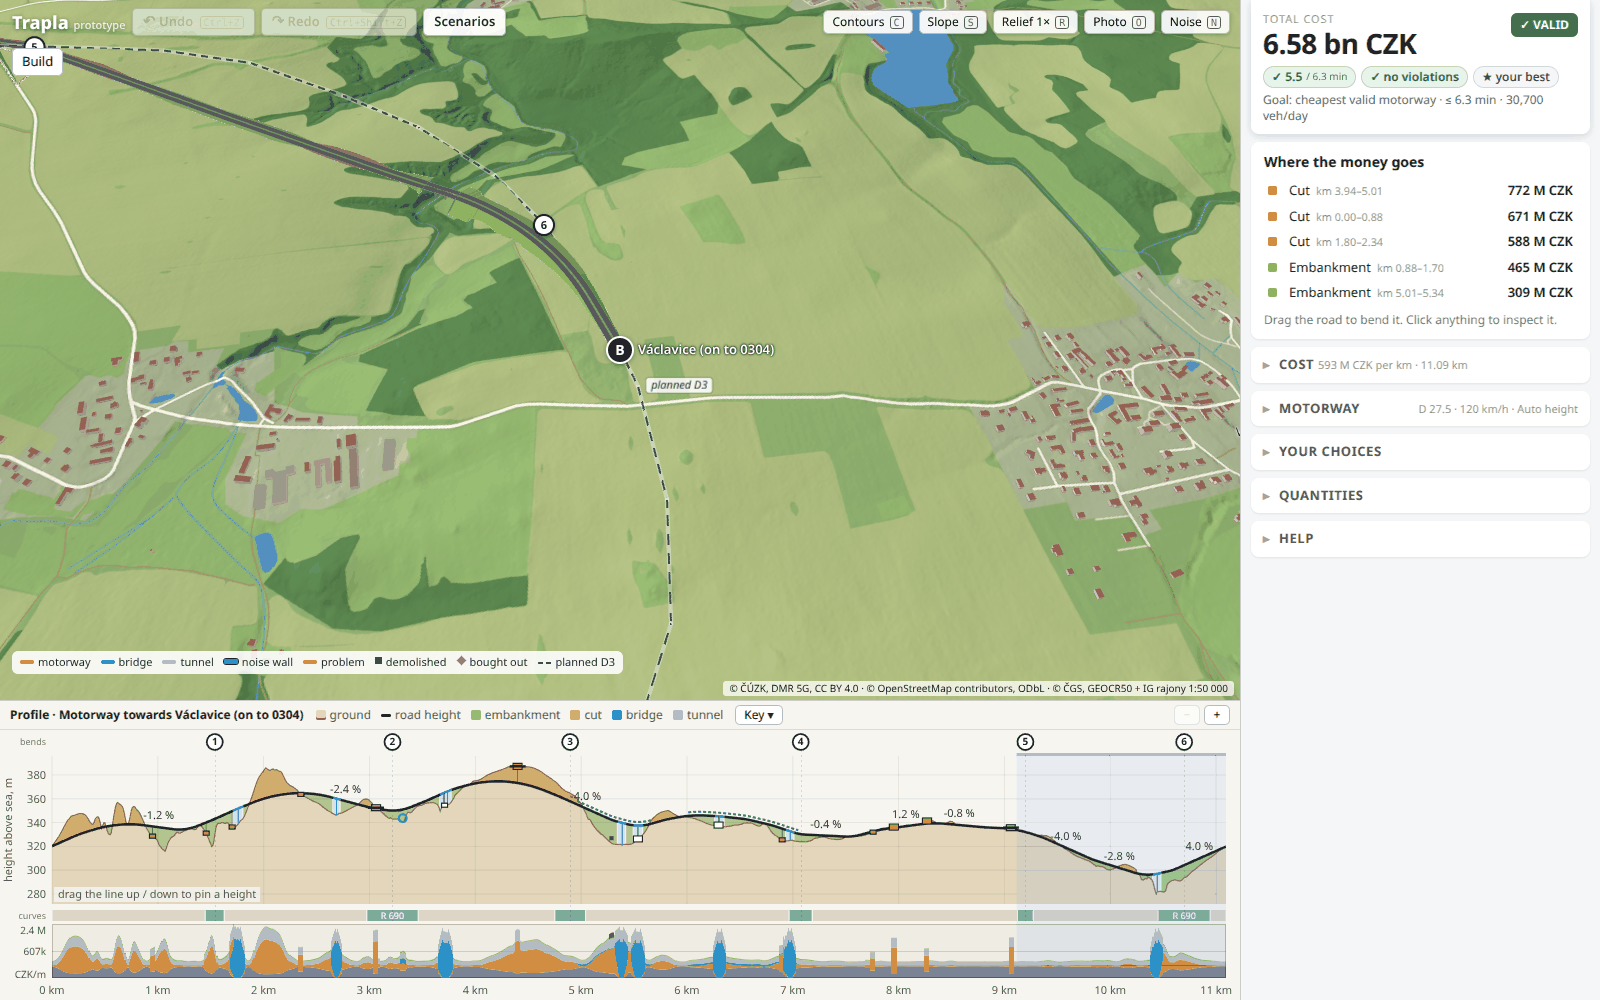 Trapla prototype
↶ Undo Ctrl+Z
↷ Redo Ctrl+Shift+Z
Scenarios
Contours C
Slope S
Relief 1× R
Photo O
Noise N
5
Build
6
B Václavice (on to 0304)
planned D3
motorway bridge tunnel noise wall problem demolished bought out planned D3
© ČÚZK, DMR 5G, CC BY 4.0 · © OpenStreetMap contributors, ODbL · © ČGS, GEOCR50 + IG rajony 1:50 000
TOTAL COST
6.58 bn CZK
✓ VALID
✓ 5.5 / 6.3 min
✓ no violations
★ your best
Goal: cheapest valid motorway · ≤ 6.3 min · 30,700
veh/day
Where the money goes
Cut km 3.94–5.01 772 M CZK
Cut km 0.00–0.88 671 M CZK
Cut km 1.80–2.34 588 M CZK
Embankment km 0.88–1.70 465 M CZK
Embankment km 5.01–5.34 309 M CZK
Drag the road to bend it. Click anything to inspect it.
▶ COST 593 M CZK per km · 11.09 km
▶ MOTORWAY D 27.5 · 120 km/h · Auto height
▶ YOUR CHOICES
▶ QUANTITIES
▶ HELP
Profile · Motorway towards Václavice (on to 0304) ground road height embankment cut bridge tunnel Key ▾ − +
bends 1 2 3 4 5 6
height above sea, m
380
360
340
320
300
280
-1.2 %
-2.4 %
-4.0 %
-0.4 %
1.2 %
-0.8 %
-4.0 %
-2.8 %
4.0 %
drag the line up / down to pin a height
curves R 690 R 690
2.4 M
607k
CZK/m
0 km 1 km 2 km 3 km 4 km 5 km 6 km 7 km 8 km 9 km 10 km 11 km